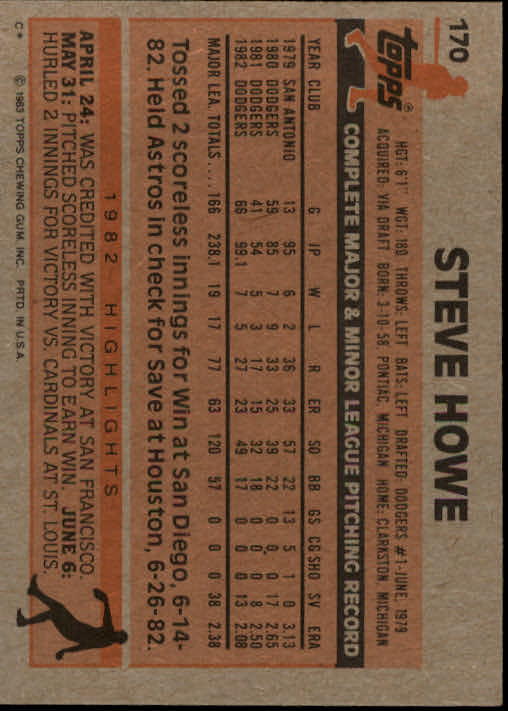 170
STEVE HOWE
topps®
HGT: 6'1" WGT: 180 THROWS: LEFT BATS: LEFT DRAFTED: DODGERS #1-JUNE, 1979
ACQUIRED: VIA DRAFT BORN: 3-10-58 PONTIAC, MICHIGAN HOME: CLARKSTON, MICHIGAN
COMPLETE MAJOR & MINOR LEAGUE PITCHING RECORD
YEAR CLUB G IP W L R ER SO BB GS CG SHO SV ERA
1979 SAN ANTONIO 13 95 6 2 36 33 57 22 13 5 1 0 3.13
1980 DODGERS 59 85 7 9 33 25 39 22 0 0 0 17 2.65
1981 DODGERS 41 54 5 3 17 15 32 18 0 0 0 8 2.50
1982 DODGERS 66 99.1 7 5 27 23 49 17 0 0 0 13 2.08
MAJOR LEA. TOTALS.... 166 238.1 19 17 77 63 120 57 0 0 0 38 2.38
Tossed 2 scoreless innings for Win at San Diego, 6-14-
82. Held Astros in check for Save at Houston, 6-26-82.
1982 HIGHLIGHTS
APRIL 24: WAS CREDITED WITH VICTORY AT SAN FRANCISCO.
MAY 31: PITCHED SCORELESS INNING TO EARN WIN. JUNE 6:
HURLED 2 INNINGS FOR VICTORY VS. CARDINALS AT ST. LOUIS.
C* © 1983 TOPPS CHEWING GUM, INC. PRTD. IN U.S.A.